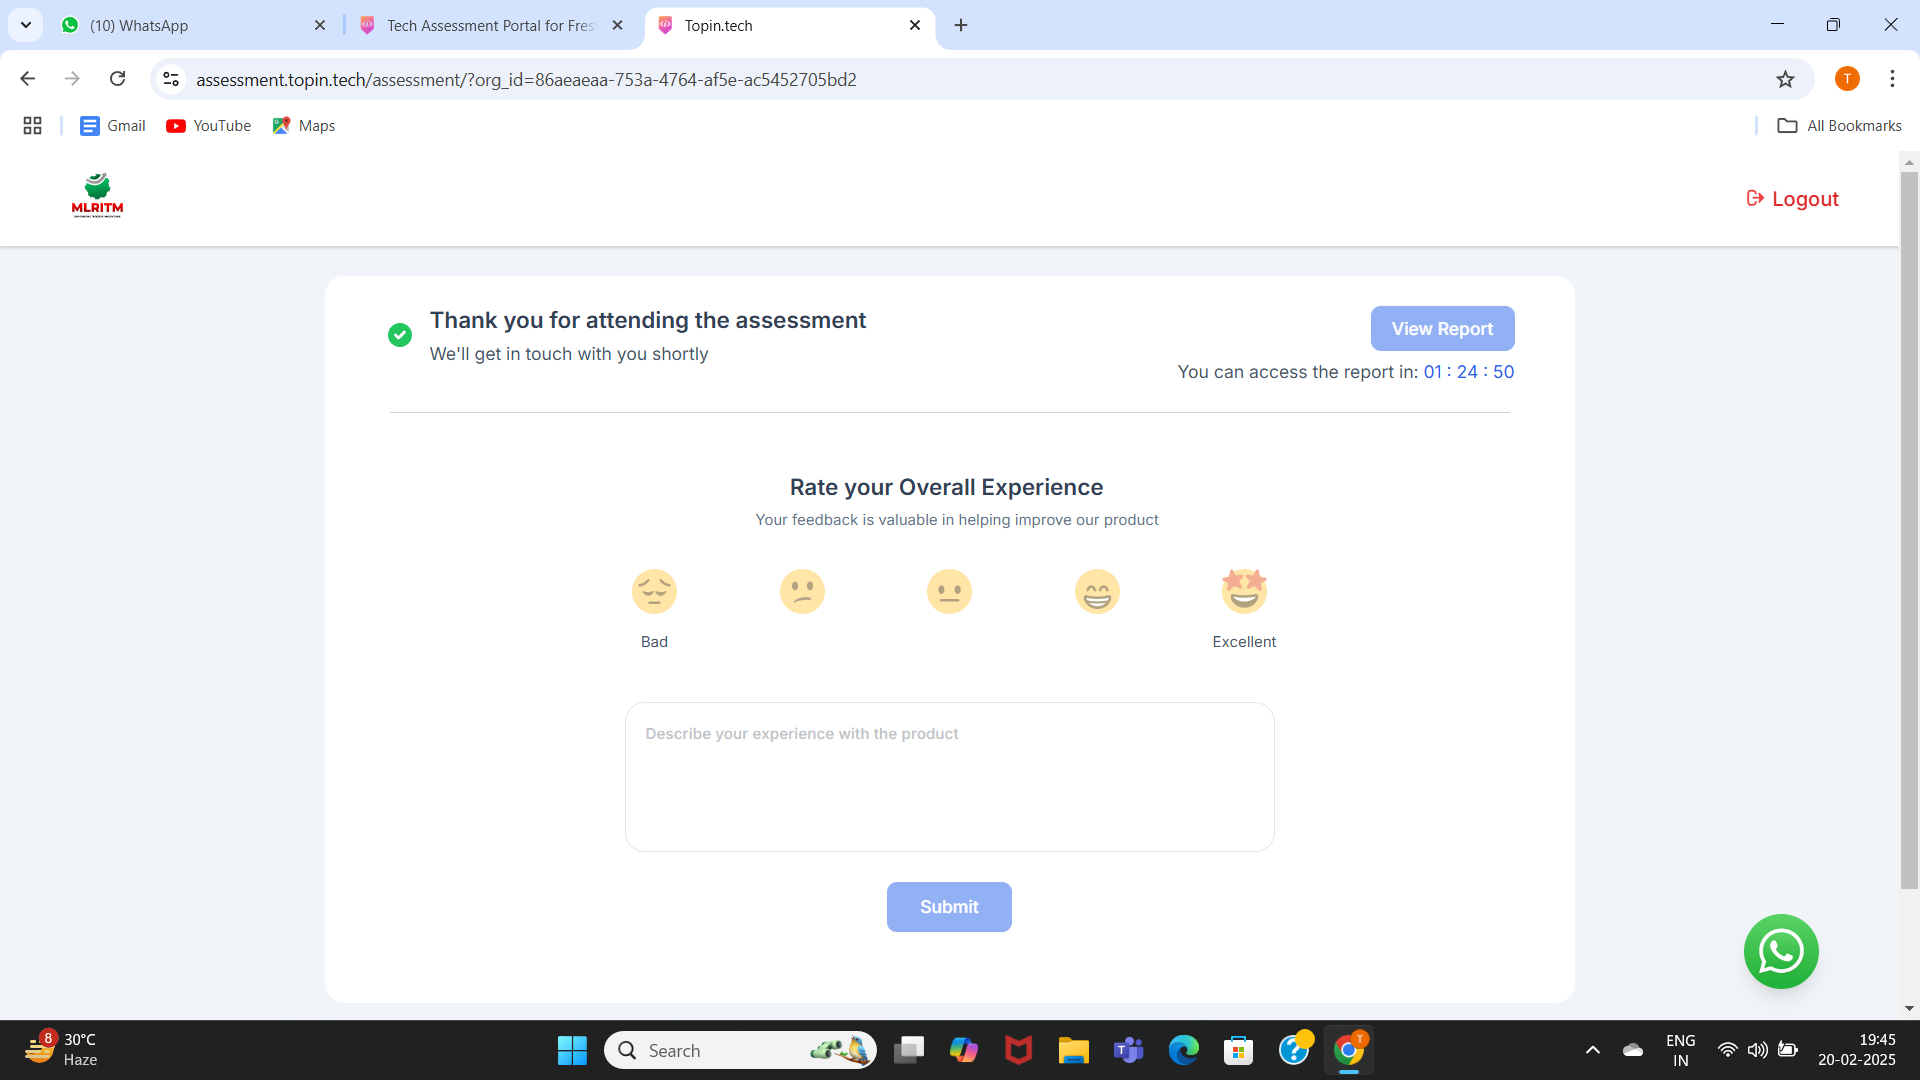 (10) WhatsApp
Tech Assessment Portal for Fres
Topin.tech
assessment.topin.tech/assessment/?org_id=86aeaeaa-753a-4764-af5e-ac5452705bd2
T
Gmail
YouTube
Maps
All Bookmarks
MLRITM
Logout
Thank you for attending the assessment
We'll get in touch with you shortly
View Report
You can access the report in: 01 : 24 : 50
Rate your Overall Experience
Your feedback is valuable in helping improve our product
Bad
Excellent
Describe your experience with the product
Submit
8
30°C
Haze
Search
T
T
ENG
IN
19:45
20-02-2025